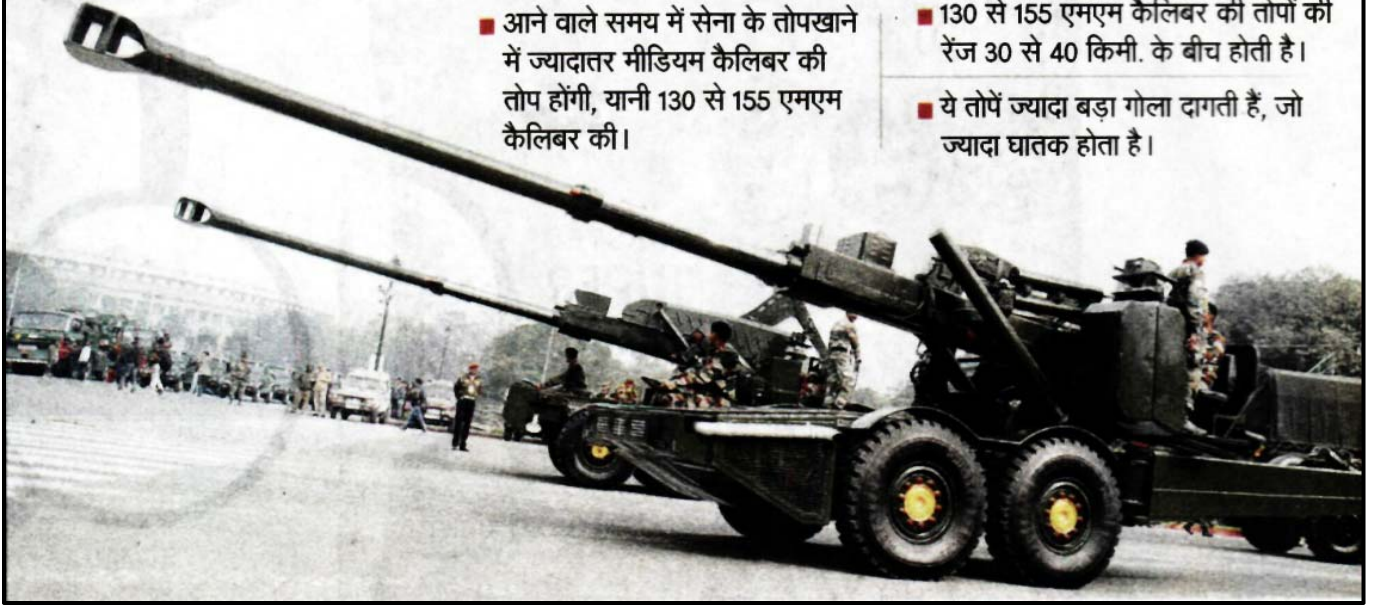 आने वाले समय में सेना के तोपखाने
में ज्यादातर मीडियम कैलिबर की
तोप होंगी, यानी 130 से 155 एमएम
कैलिबर की।
130 से 155 एमएम कैलिबर की तोपों की
रेंज 30 से 40 किमी. के बीच होती है।
ये तोपें ज्यादा बड़ा गोला दागती हैं, जो
ज्यादा घातक होता है।